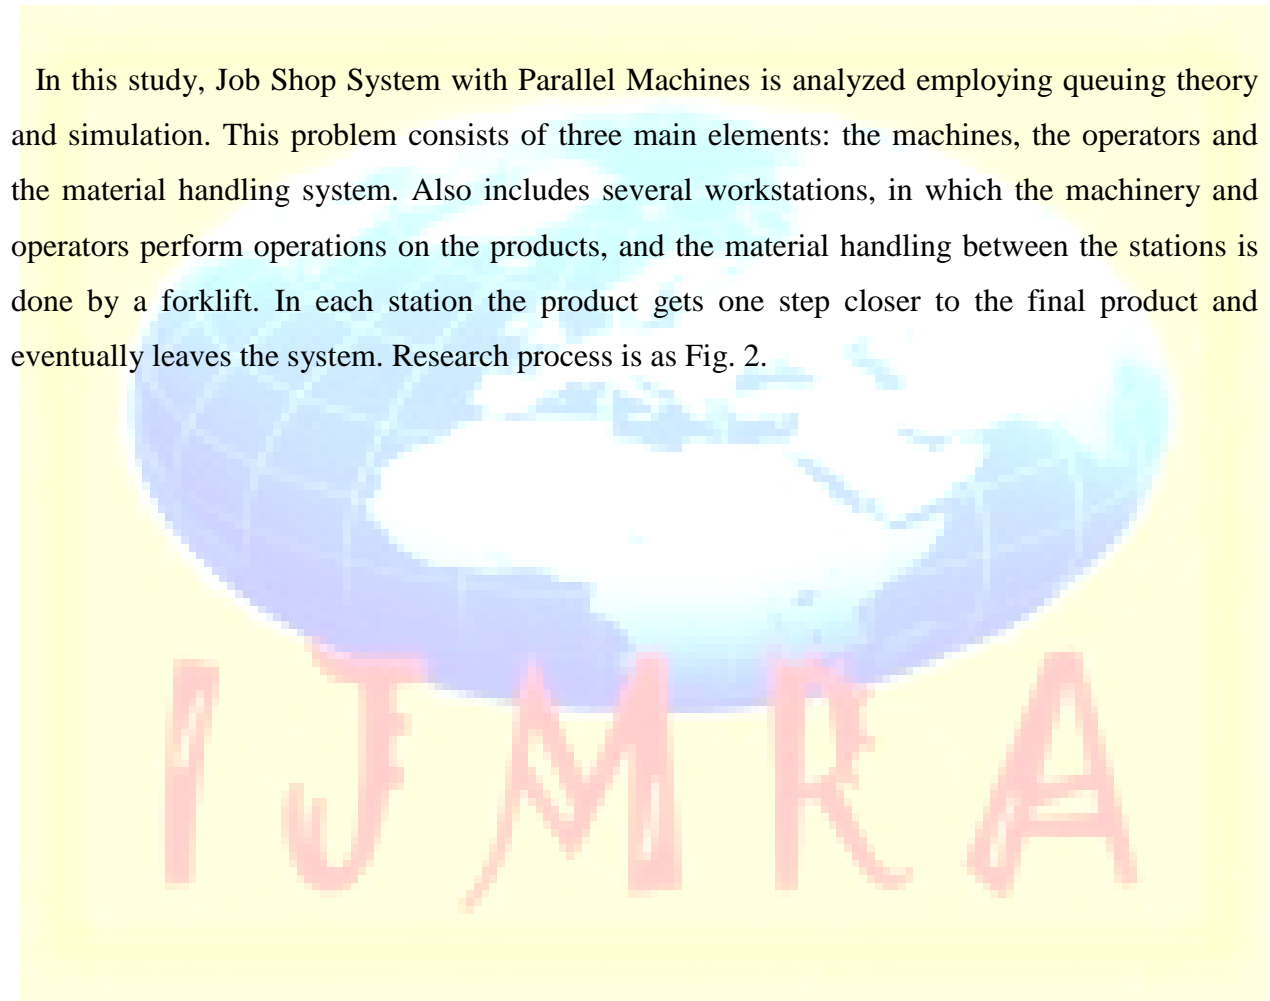 In this study, Job Shop System with Parallel Machines is analyzed employing queuing theory
and simulation. This problem consists of three main elements: the machines, the operators and
the material handling system. Also includes several workstations, in which the machinery and
operators perform operations on the products, and the material handling between the stations is
done by a forklift. In each station the product gets one step closer to the final product and
eventually leaves the system. Research process is as Fig. 2.
IJMRA